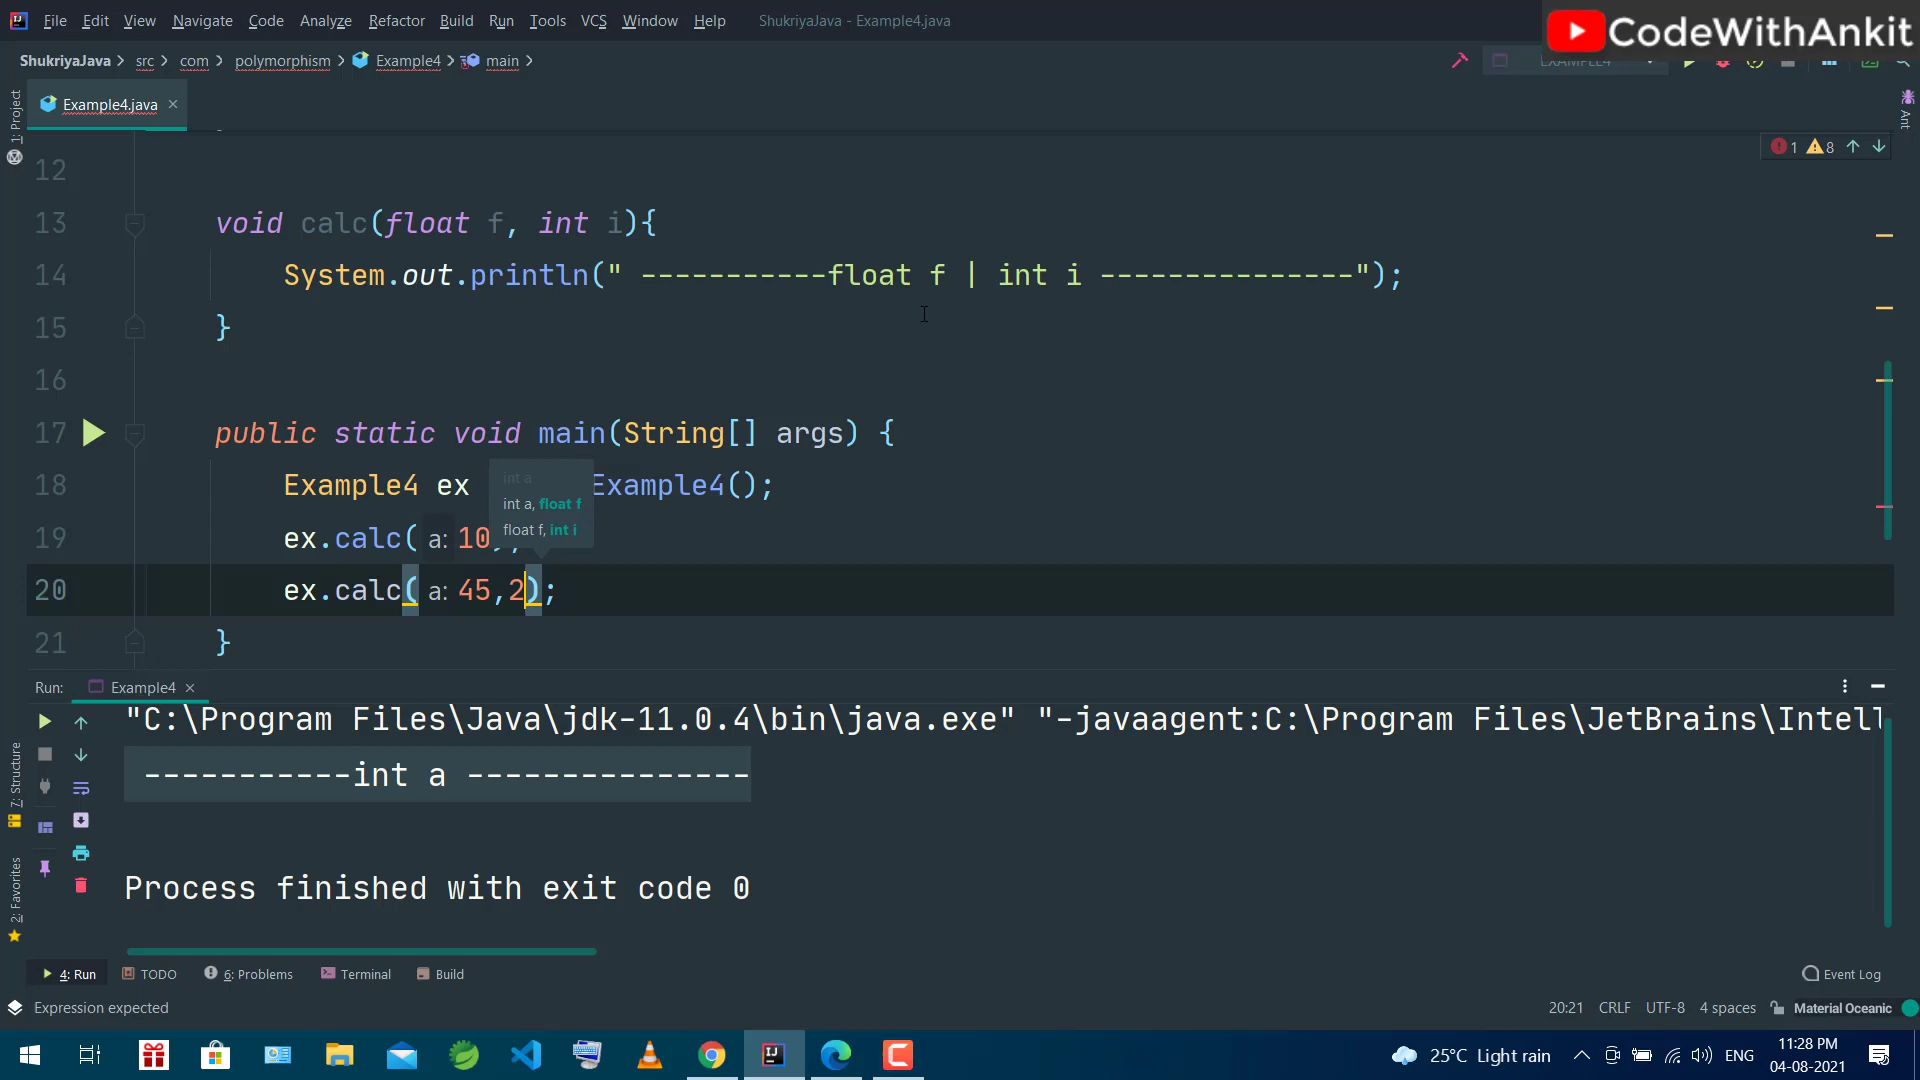 File Edit View Navigate Code Analyze Refactor Build Run Tools VCS Window Help ShukriyaJava - Example4.java
CodeWithAnkit
ShukriyaJava src com polymorphism Example4 main
EXAMPLE4
Example4.java
1: Project
Ant
1 8
12
13 void calc(float f, int i){
14 System.out.println(" -----------float f | int i ---------------");
15 }
16
17 public static void main(String[] args) {
18 Example4 ex Example4();
int a
int a, float f
float f, int i
19 ex.calc( a: 10);
20 ex.calc( a: 45,2);
21 }
Run: Example4
"C:\Program Files\Java\jdk-11.0.4\bin\java.exe" "-javaagent:C:\Program Files\JetBrains\Intell
-----------int a ---------------
Process finished with exit code 0
7: Structure
2: Favorites
4: Run TODO 6: Problems Terminal Build Event Log
Expression expected 20:21 CRLF UTF-8 4 spaces Material Oceanic
25°C Light rain ENG 11:28 PM
04-08-2021